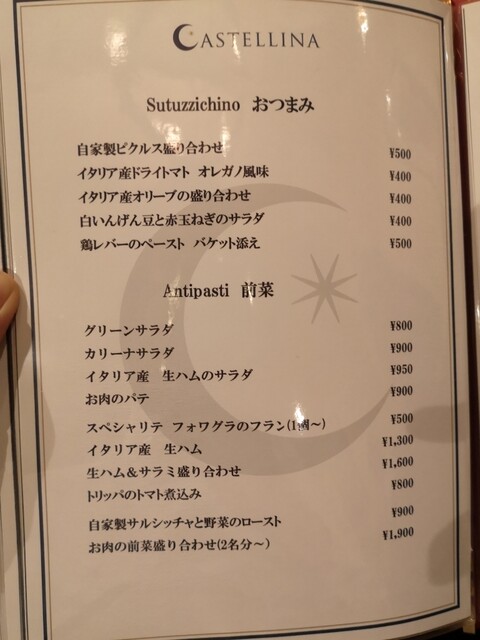 CASTELLINA
Sutuzzichino おつまみ
自家製ピクルス盛り合わせ ¥500
イタリア産ドライトマト オレガノ風味 ¥400
イタリア産オリーブの盛り合わせ ¥400
白いんげん豆と赤玉ねぎのサラダ ¥400
鶏レバーのペースト バケット添え ¥500
Antipasti 前菜
グリーンサラダ ¥800
カリーナサラダ ¥900
イタリア産 生ハムのサラダ ¥950
お肉のパテ ¥900
スペシャリテ フォワグラのフラン(1個〜) ¥500
イタリア産 生ハム ¥1,300
生ハム&サラミ盛り合わせ ¥1,600
トリッパのトマト煮込み ¥800
自家製サルシッチャと野菜のロースト ¥900
お肉の前菜盛り合わせ(2名分〜) ¥1,900